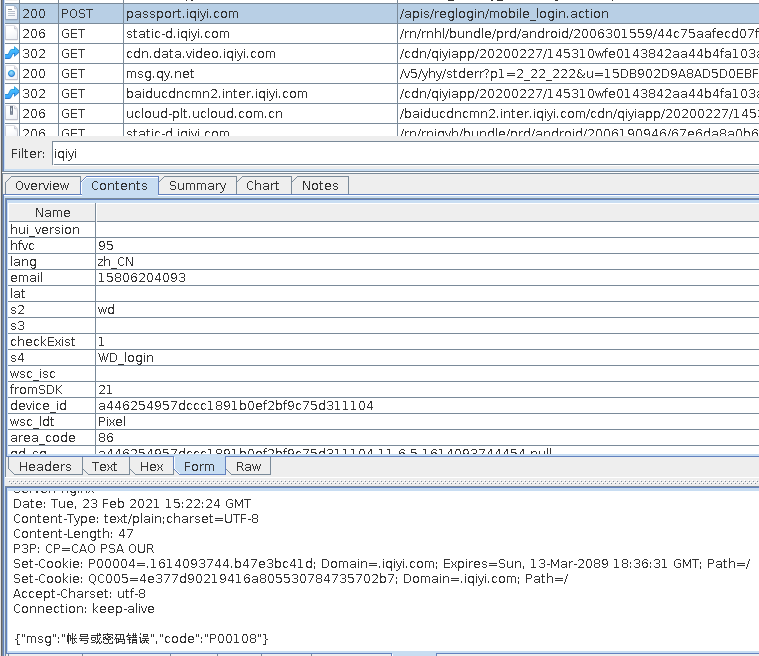 200 POST passport.iqiyi.com /apis/reglogin/mobile_login.action
206 GET static-d.iqiyi.com /rn/rnhl/bundle/prd/android/2006301559/44c75aafecd07f
302 GET cdn.data.video.iqiyi.com /cdn/qiyiapp/20200227/145310wfe0143842aa44b4fa103a
200 GET msg.qy.net /v5/yhy/stderr?p1=2_22_222&u=15DB902D9A8AD5D0EBF
302 GET baiducdncmn2.inter.iqiyi.com /cdn/qiyiapp/20200227/145310wfe0143842aa44b4fa103a
206 GET ucloud-plt.ucloud.com.cn /baiducdncmn2.inter.iqiyi.com/cdn/qiyiapp/20200227/145
206 GET static-d.iqiyi.com /rn/rniqyh/bundle/prd/android/2006190946/67e6da8a0b6
Filter: iqiyi
Overview Contents Summary Chart Notes
Name
hui_version
hfvc 95
lang zh_CN
email 15806204093
lat
s2 wd
s3
checkExist 1
s4 WD_login
wsc_isc
fromSDK 21
device_id a446254957dccc1891b0ef2bf9c75d311104
wsc_ldt Pixel
area_code 86
qd_sg a446254957dccc1891b0ef2bf9c75d311104,11.6.5,1614093744454,null
Headers Text Hex Form Raw
Server: nginx
Date: Tue, 23 Feb 2021 15:22:24 GMT
Content-Type: text/plain;charset=UTF-8
Content-Length: 47
P3P: CP=CAO PSA OUR
Set-Cookie: P00004=.1614093744.b47e3bc41d; Domain=.iqiyi.com; Expires=Sun, 13-Mar-2089 18:36:31 GMT; Path=/
Set-Cookie: QC005=4e377d90219416a805530784735702b7; Domain=.iqiyi.com; Path=/
Accept-Charset: utf-8
Connection: keep-alive
{"msg":"帐号或密码错误","code":"P00108"}